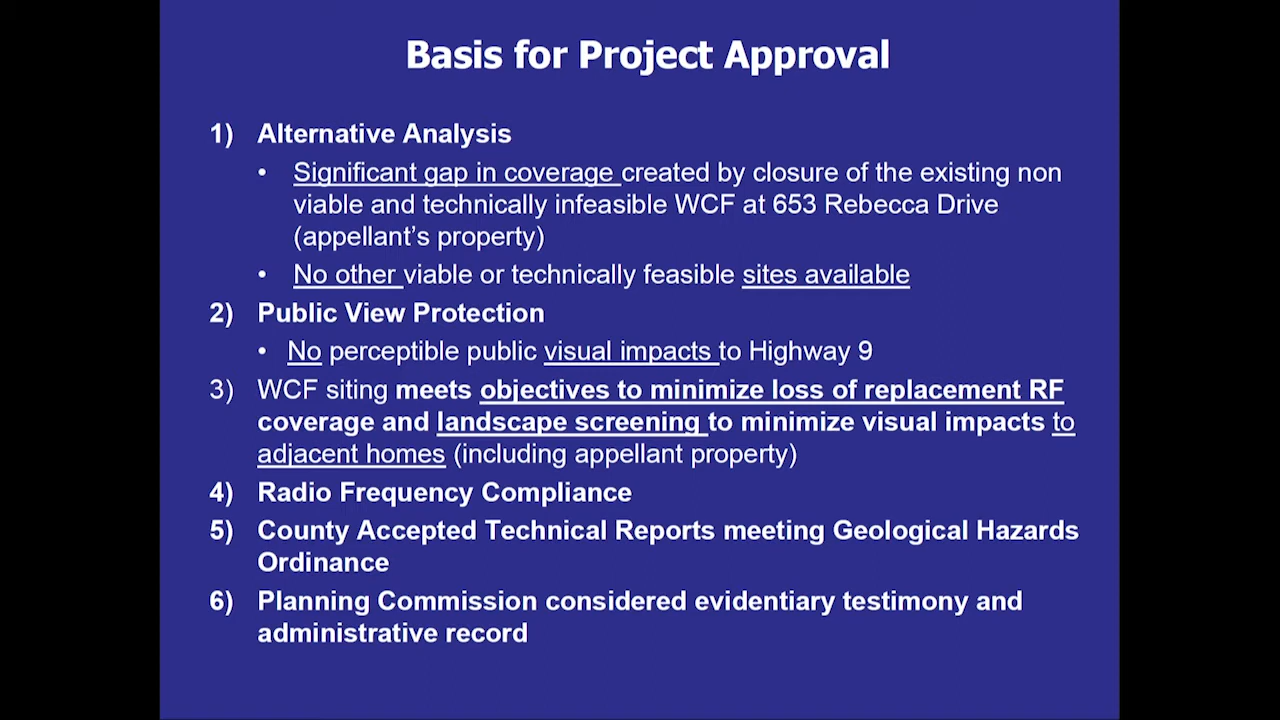 Basis for Project Approval
1) Alternative Analysis
• Significant gap in coverage created by closure of the existing non
viable and technically infeasible WCF at 653 Rebecca Drive
(appellant’s property)
• No other viable or technically feasible sites available
2) Public View Protection
• No perceptible public visual impacts to Highway 9
3) WCF siting meets objectives to minimize loss of replacement RF
coverage and landscape screening to minimize visual impacts to
adjacent homes (including appellant property)
4) Radio Frequency Compliance
5) County Accepted Technical Reports meeting Geological Hazards
Ordinance
6) Planning Commission considered evidentiary testimony and
administrative record